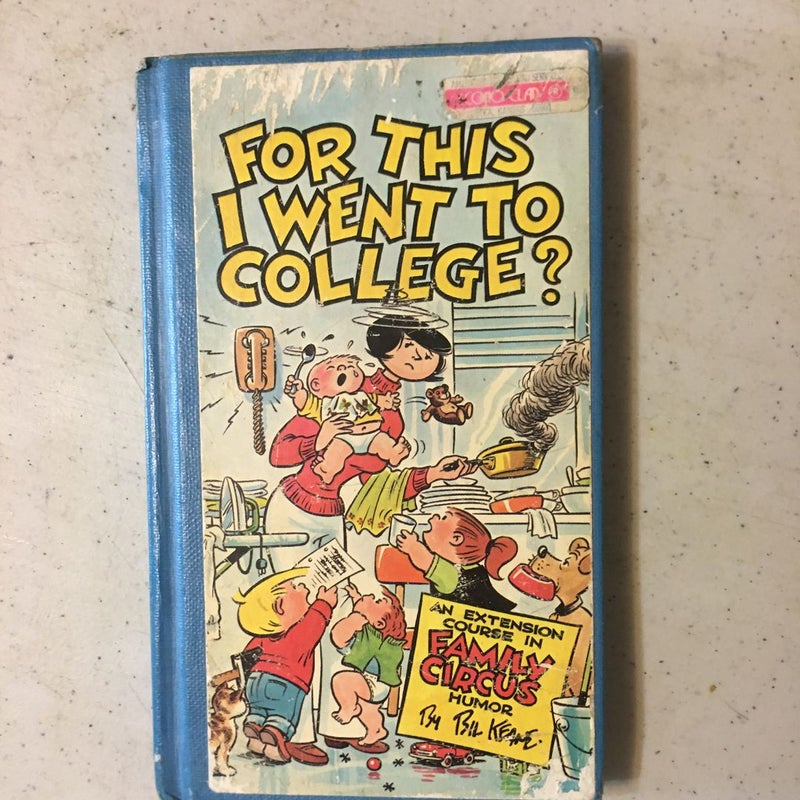 FOR THIS
I WENT TO
COLLEGE?
AN EXTENSION
COURSE IN
FAMILY
CIRCUS
HUMOR
By BIL KEANE.